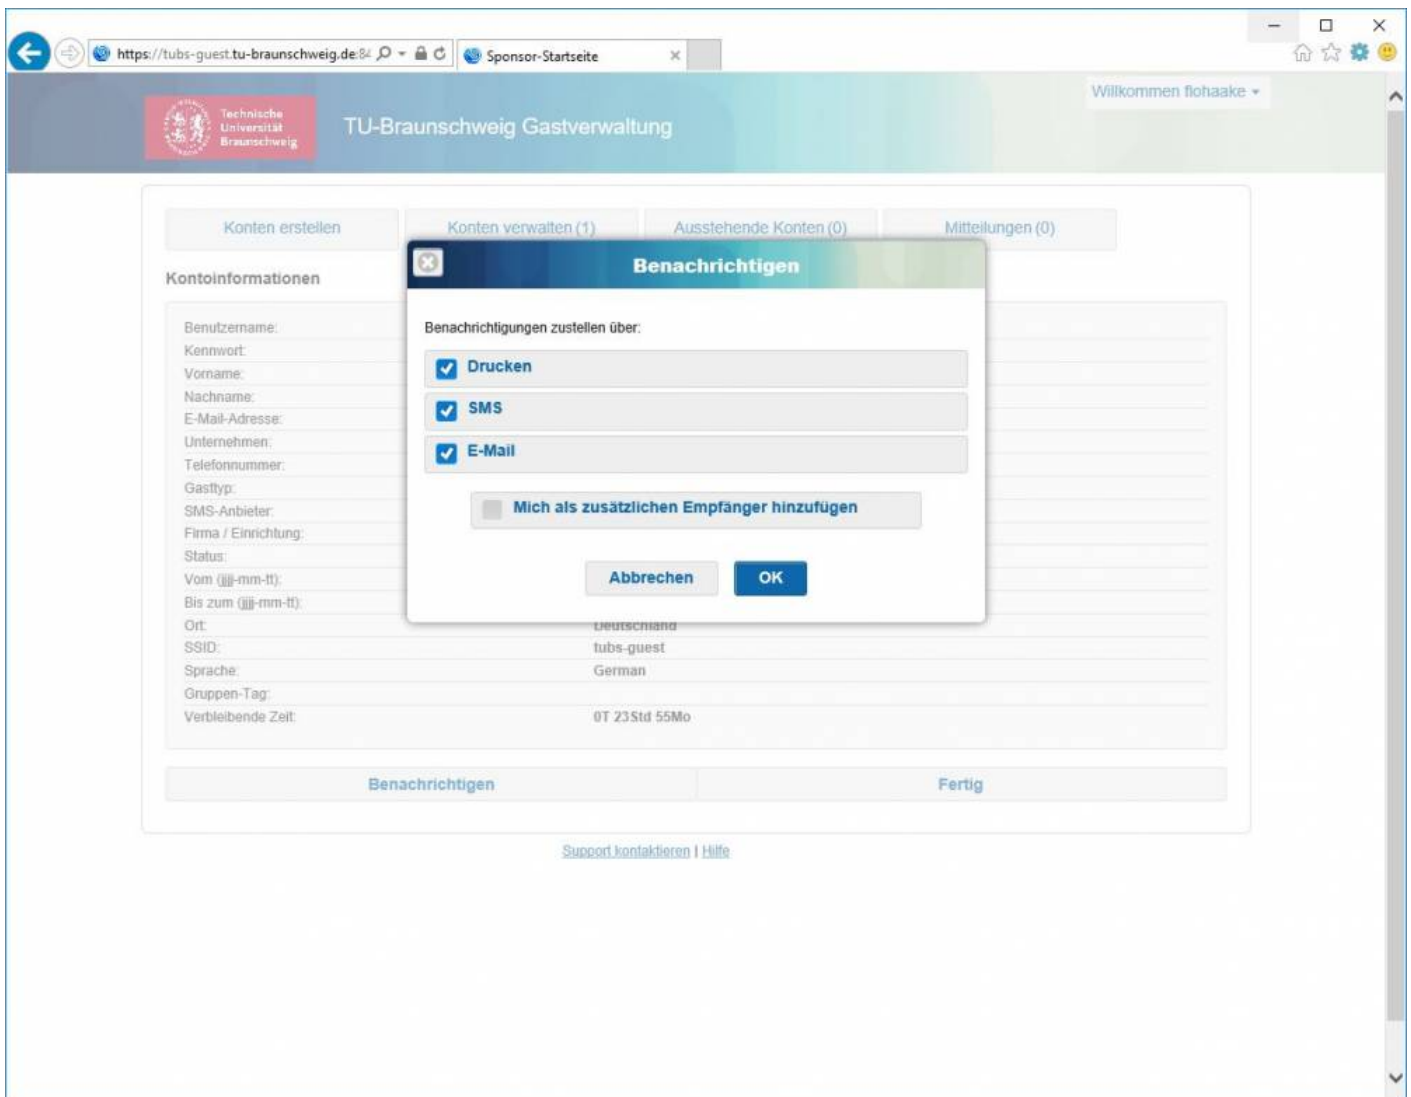 https://tubs-guest.tu-braunschweig.de:84
Sponsor-Startseite
Willkommen flohaake
Technische
Universität
Braunschweig
TU-Braunschweig Gastverwaltung
Konten erstellen
Konten verwalten (1)
Ausstehende Konten (0)
Mitteilungen (0)
Kontoinformationen
Benachrichtigen
Benachrichtigungen zustellen über:
Drucken
SMS
E-Mail
Mich als zusätzlichen Empfänger hinzufügen
Abbrechen
OK
Benutzername:
Kennwort:
Vorname:
Nachname:
E-Mail-Adresse:
Unternehmen:
Telefonnummer:
Gasttyp:
SMS-Anbieter:
Firma / Einrichtung:
Status:
Vom (jjjj-mm-tt):
Bis zum (jjjj-mm-tt):
Ort: Deutschland
SSID: tubs-guest
Sprache: German
Gruppen-Tag:
Verbleibende Zeit: 0T 23Std 55Mo
Benachrichtigen
Fertig
Support kontaktieren | Hilfe